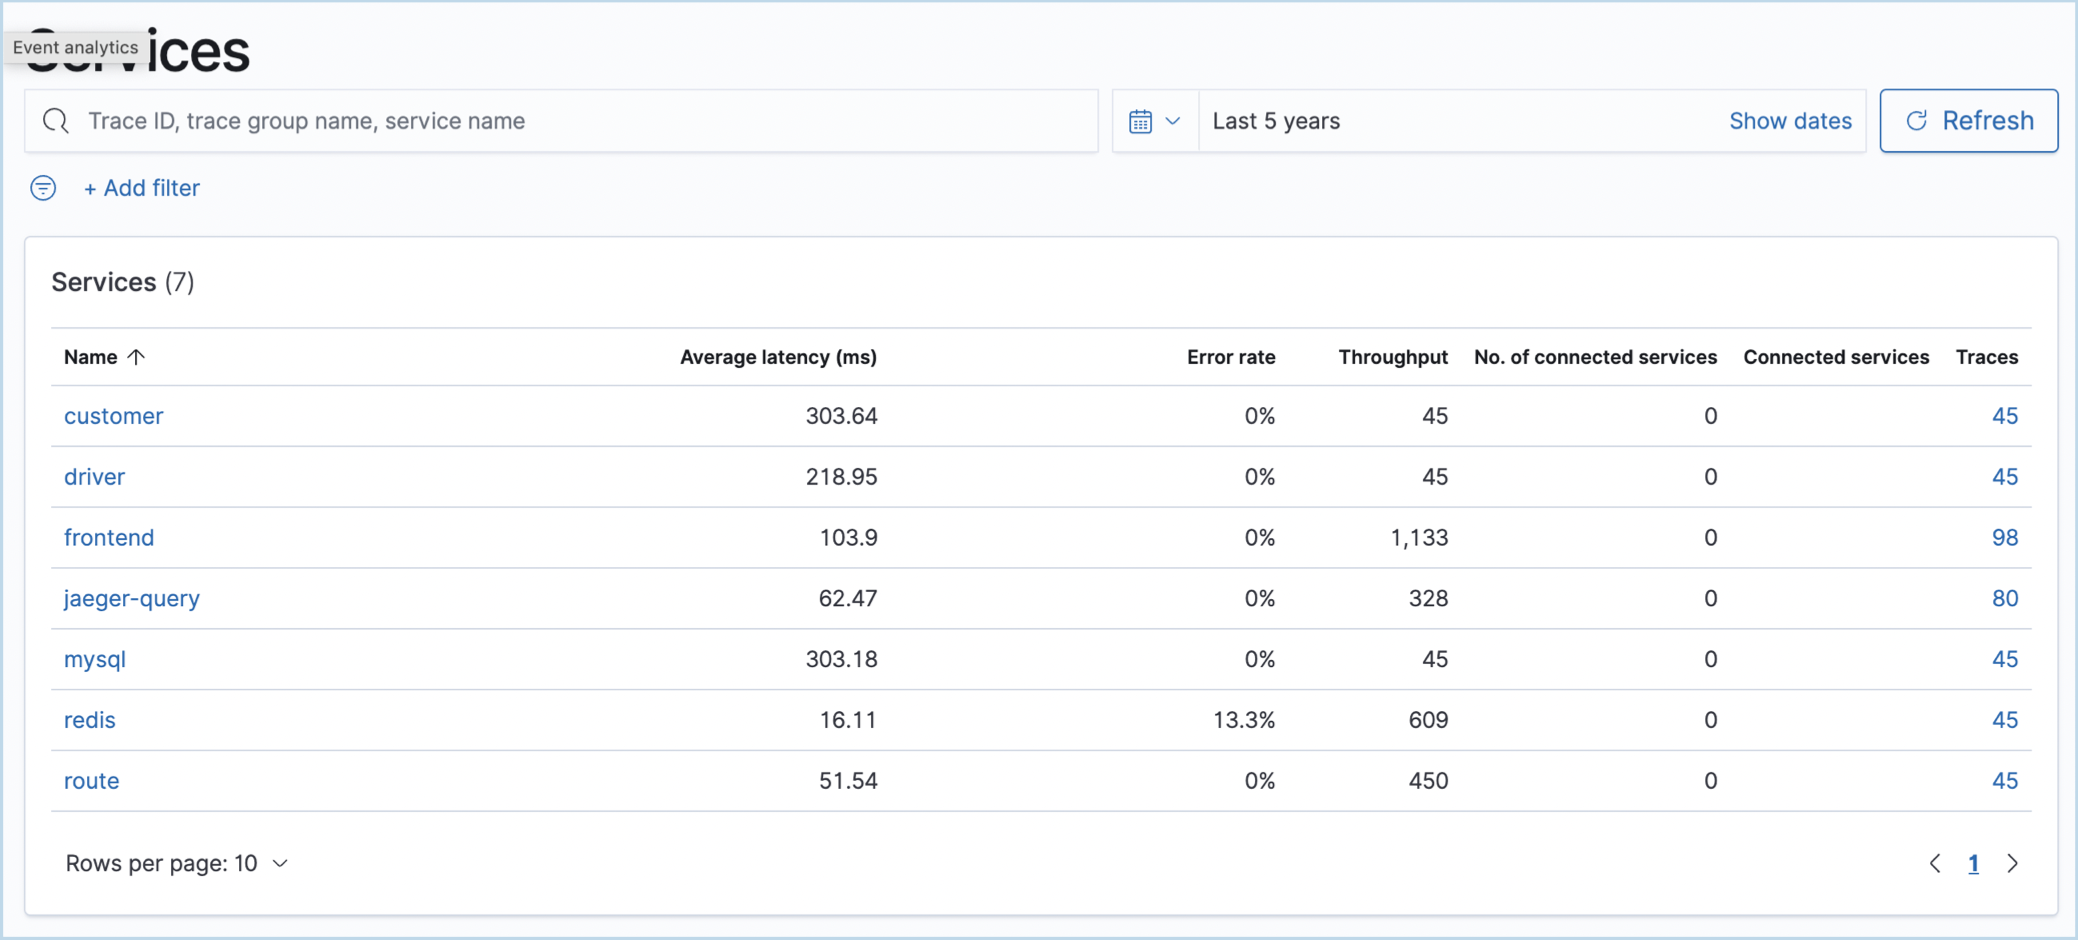 Services
Event analytics
Trace ID, trace group name, service name
Last 5 years
Show dates
Refresh
+ Add filter
Services (7)
Name Average latency (ms) Error rate Throughput No. of connected services Connected services Traces
customer 303.64 0% 45 0 45
driver 218.95 0% 45 0 45
frontend 103.9 0% 1,133 0 98
jaeger-query 62.47 0% 328 0 80
mysql 303.18 0% 45 0 45
redis 16.11 13.3% 609 0 45
route 51.54 0% 450 0 45
Rows per page: 10
1